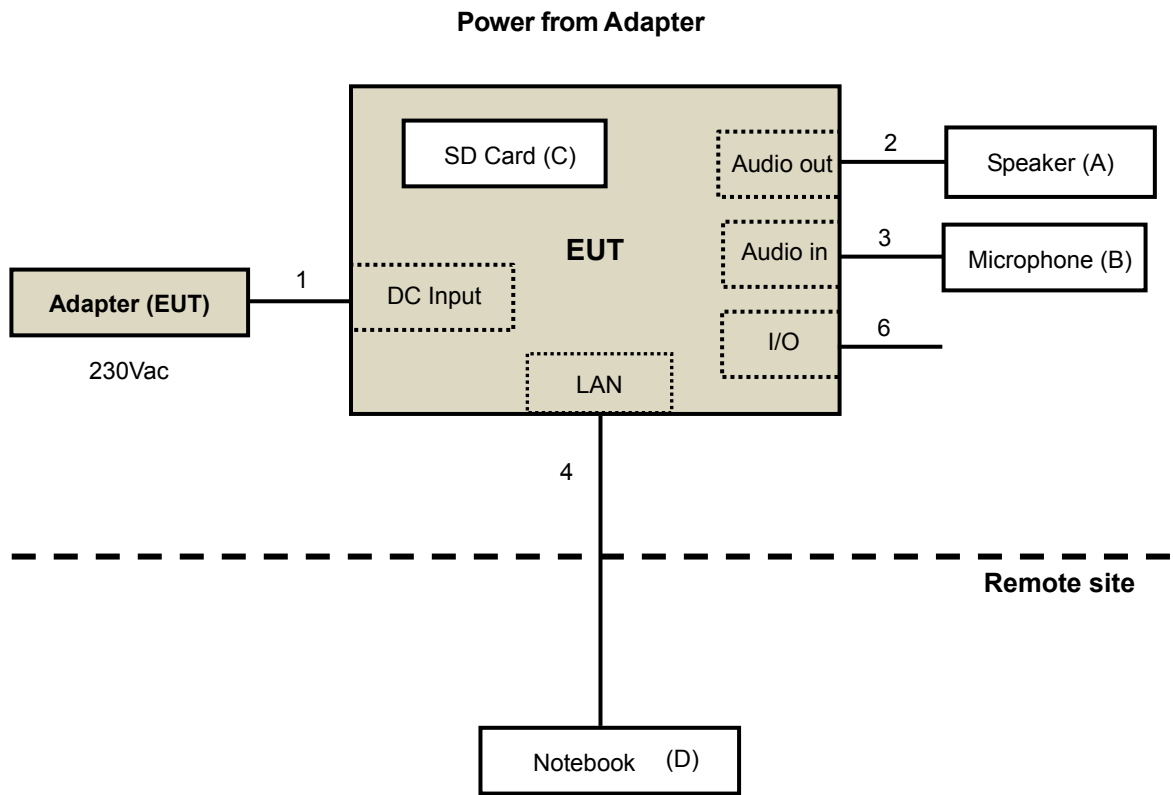 Power from Adapter
SD Card (C)
Audio out
2
Speaker (A)
EUT
Audio in
3
Microphone (B)
Adapter (EUT)
1
DC Input
230Vac
I/O
6
LAN
4
Remote site
Notebook (D)